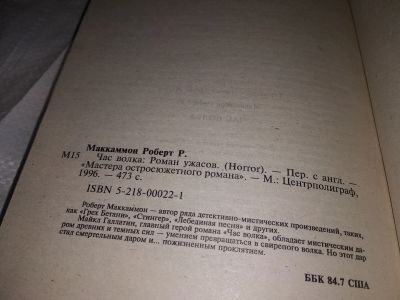 Маккаммон Роберт Р.
М15 Час волка: Роман ужасов. (Horror). — Пер. с англ. —
«Мастера остросюжетного романа». — М.: Центрполиграф,
1996. — 473 с.
ISBN 5-218-00022-1
Роберт Маккаммон — автор ряда детективно-мистических произведений, таких,
как «Грех Бегани», «Стингер», «Лебединая песня» и других.
Майкл Галлатин, главный герой романа «Час волка», обладает мистическим да-
ром древних и темных сил — умением превращаться в свирепого волка. Но этот дар
стал смертельным даром и... пожизненным проклятием.
ББК 84.7 США